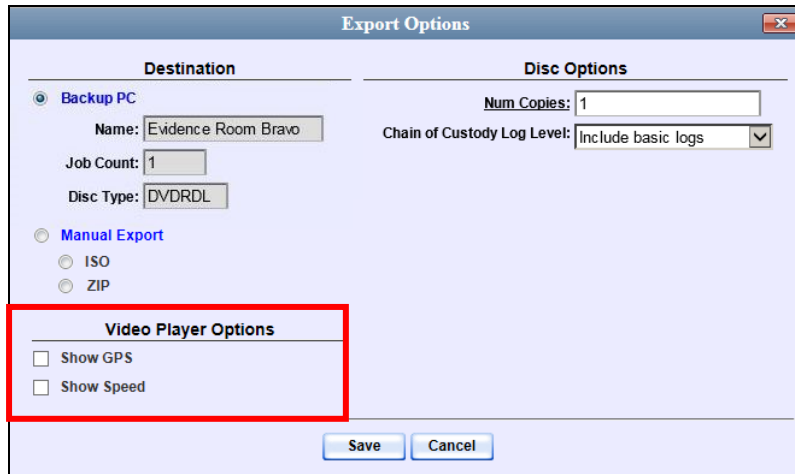 Export Options
Destination
Backup PC
Name: Evidence Room Bravo
Job Count: 1
Disc Type: DVDRDL
Manual Export
ISO
ZIP
Video Player Options
Show GPS
Show Speed
Disc Options
Num Copies: 1
Chain of Custody Log Level: Include basic logs
Save Cancel